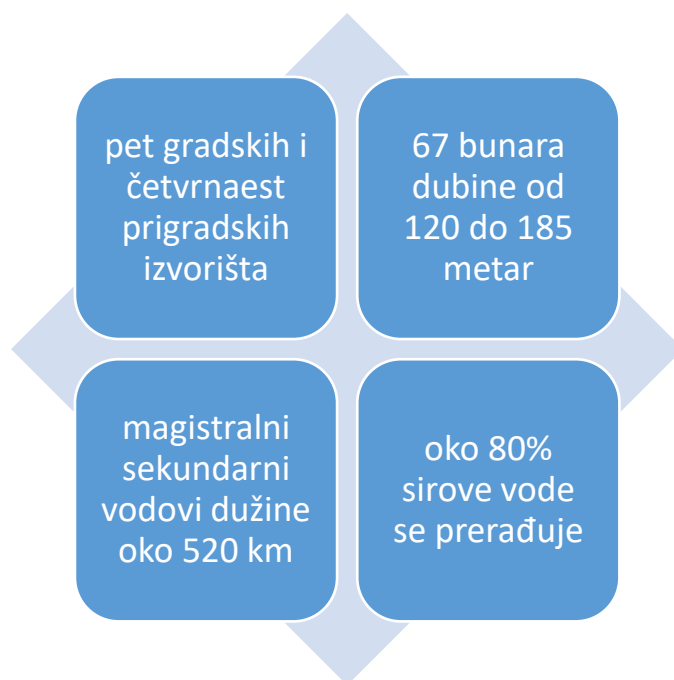 pet gradskih i
četvrnaest
prigradskih
izvorišta
67 bunara
dubine od
120 do 185
metar
magistralni
sekundarni
vodovi dužine
oko 520 km
oko 80%
sirove vode
se prerađuje